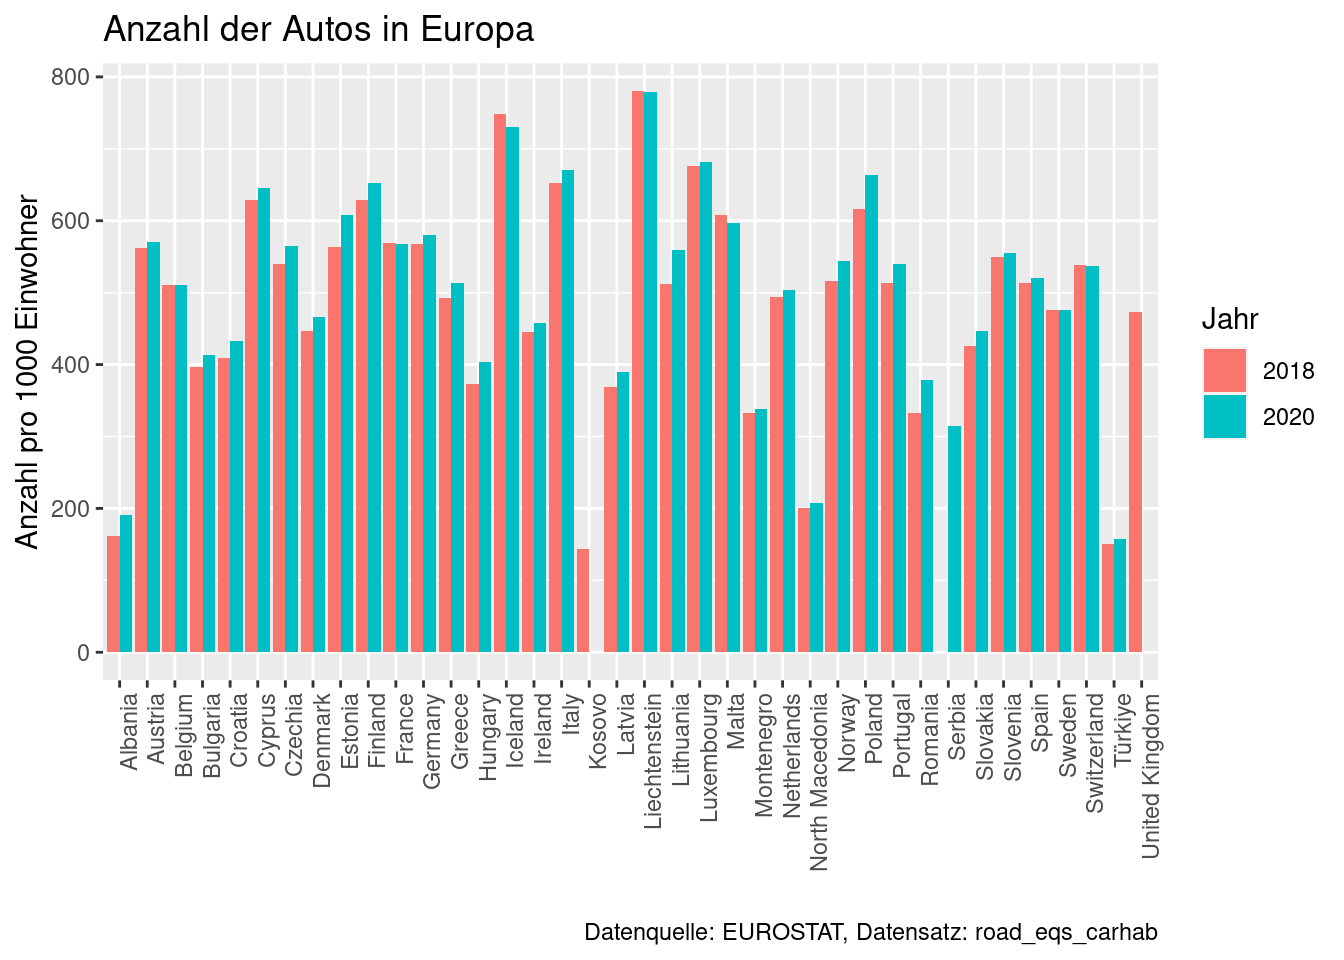 Anzahl der Autos in Europa
Anzahl pro 1000 Einwohner
800
600
400
200
0
Albania
Austria
Belgium
Bulgaria
Croatia
Cyprus
Czechia
Denmark
Estonia
Finland
France
Germany
Greece
Hungary
Iceland
Ireland
Italy
Kosovo
Latvia
Liechtenstein
Lithuania
Luxembourg
Malta
Montenegro
Netherlands
North Macedonia
Norway
Poland
Portugal
Romania
Serbia
Slovakia
Slovenia
Spain
Sweden
Switzerland
Türkiye
United Kingdom
Jahr
2018
2020
Datenquelle: EUROSTAT, Datensatz: road_eqs_carhab